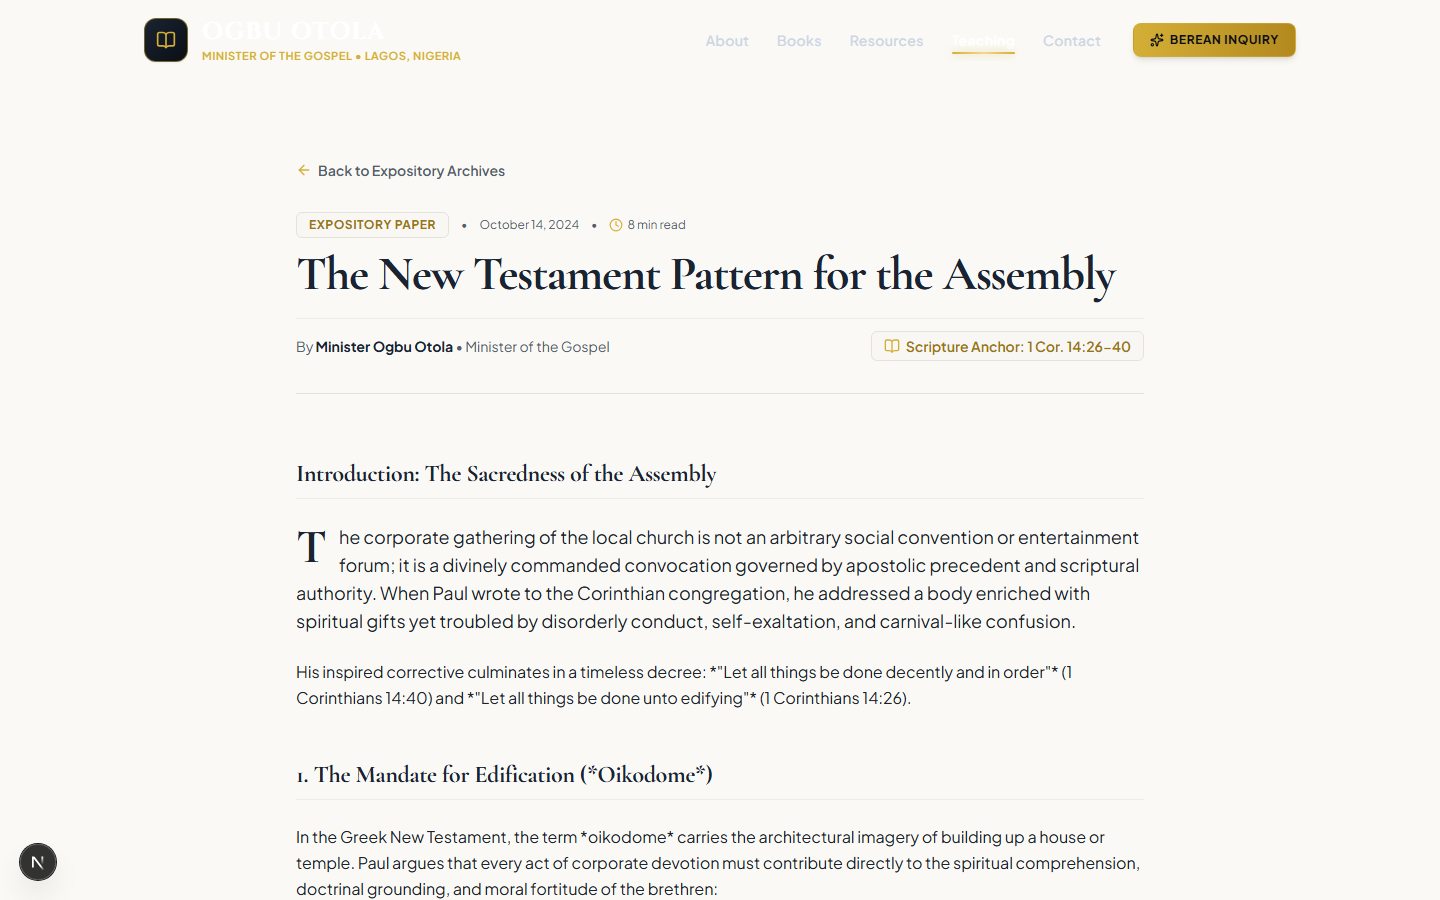 OGBU OTOLA
MINISTER OF THE GOSPEL • LAGOS, NIGERIA
About Books Resources Teaching Contact BEREAN INQUIRY
Back to Expository Archives
EXPOSITORY PAPER • October 14, 2024 • 8 min read
The New Testament Pattern for the Assembly
By Minister Ogbu Otola • Minister of the Gospel
Scripture Anchor: 1 Cor. 14:26–40
Introduction: The Sacredness of the Assembly
The corporate gathering of the local church is not an arbitrary social convention or entertainment
forum; it is a divinely commanded convocation governed by apostolic precedent and scriptural
authority. When Paul wrote to the Corinthian congregation, he addressed a body enriched with
spiritual gifts yet troubled by disorderly conduct, self-exaltation, and carnival-like confusion.
His inspired corrective culminates in a timeless decree: *"Let all things be done decently and in order"* (1
Corinthians 14:40) and *"Let all things be done unto edifying"* (1 Corinthians 14:26).
1. The Mandate for Edification (*Oikodome*)
In the Greek New Testament, the term *oikodome* carries the architectural imagery of building up a house or
temple. Paul argues that every act of corporate devotion must contribute directly to the spiritual comprehension,
doctrinal grounding, and moral fortitude of the brethren:
N